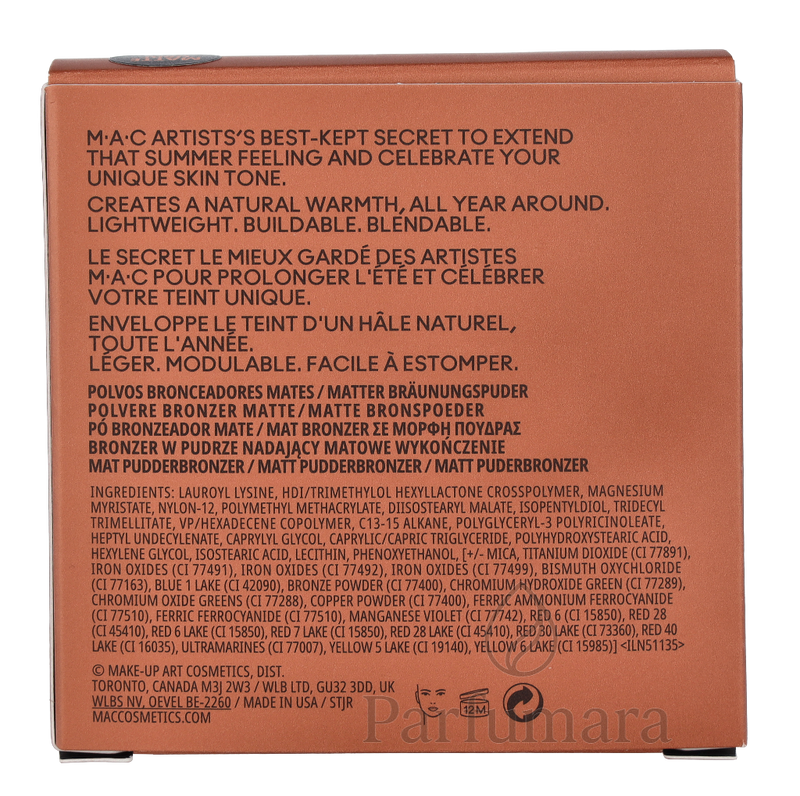 M·A·C ARTISTS'S BEST-KEPT SECRET TO EXTEND
THAT SUMMER FEELING AND CELEBRATE YOUR
UNIQUE SKIN TONE.
CREATES A NATURAL WARMTH, ALL YEAR AROUND.
LIGHTWEIGHT. BUILDABLE. BLENDABLE.
LE SECRET LE MIEUX GARDÉ DES ARTISTES
M·A·C POUR PROLONGER L'ÉTÉ ET CÉLÉBRER
VOTRE TEINT UNIQUE.
ENVELOPPE LE TEINT D'UN HÂLE NATUREL,
TOUTE L'ANNÉE.
LÉGER. MODULABLE. FACILE À ESTOMPER.
POLVOS BRONCEADORES MATES / MATTER BRÄUNUNGSPUDER
POLVERE BRONZER MATTE / MATTE BRONSPOEDER
PÓ BRONZEADOR MATE / MAT BRONZER ΣΕ ΜΟΡΦΗ ΠΟΥΔΡΑΣ
BRONZER W PUDRZE NADAJĄCY MATOWE WYKOŃCZENIE
MAT PUDDERBRONZER / MATT PUDDERBRONZER / MATT PUDERBRONZER
INGREDIENTS: LAUROYL LYSINE, HDI/TRIMETHYLOL HEXYLLACTONE CROSSPOLYMER, MAGNESIUM
MYRISTATE, NYLON-12, POLYMETHYL METHACRYLATE, DIISOSTEARYL MALATE, ISOPENTYLDIOL, TRIDECYL
TRIMELLITATE, VP/HEXADECENE COPOLYMER, C13-15 ALKANE, POLYGLYCERYL-3 POLYRICINOLEATE,
HEPTYL UNDECYLENATE, CAPRYLYL GLYCOL, CAPRYLIC/CAPRIC TRIGLYCERIDE, POLYHYDROXYSTEARIC ACID,
HEXYLENE GLYCOL, ISOSTEARIC ACID, LECITHIN, PHENOXYETHANOL, [+/- MICA, TITANIUM DIOXIDE (CI 77891),
IRON OXIDES (CI 77491), IRON OXIDES (CI 77492), IRON OXIDES (CI 77499), BISMUTH OXYCHLORIDE
(CI 77163), BLUE 1 LAKE (CI 42090), BRONZE POWDER (CI 77400), CHROMIUM HYDROXIDE GREEN (CI 77289),
CHROMIUM OXIDE GREENS (CI 77288), COPPER POWDER (CI 77400), FERRIC AMMONIUM FERROCYANIDE
(CI 77510), FERRIC FERROCYANIDE (CI 77510), MANGANESE VIOLET (CI 77742), RED 6 (CI 15850), RED 28
(CI 45410), RED 6 LAKE (CI 15850), RED 7 LAKE (CI 15850), RED 28 LAKE (CI 45410), RED 30 LAKE (CI 73360), RED 40
LAKE (CI 16035), ULTRAMARINES (CI 77007), YELLOW 5 LAKE (CI 19140), YELLOW 6 LAKE (CI 15985)] <ILN51135>
© MAKE-UP ART COSMETICS, DIST.
TORONTO, CANADA M3J 2W3 / WLB LTD, GU32 3DD, UK
WLBS NV, OEVEL BE-2260 / MADE IN USA / STJR
MACCOSMETICS.COM
12M
Parfumara